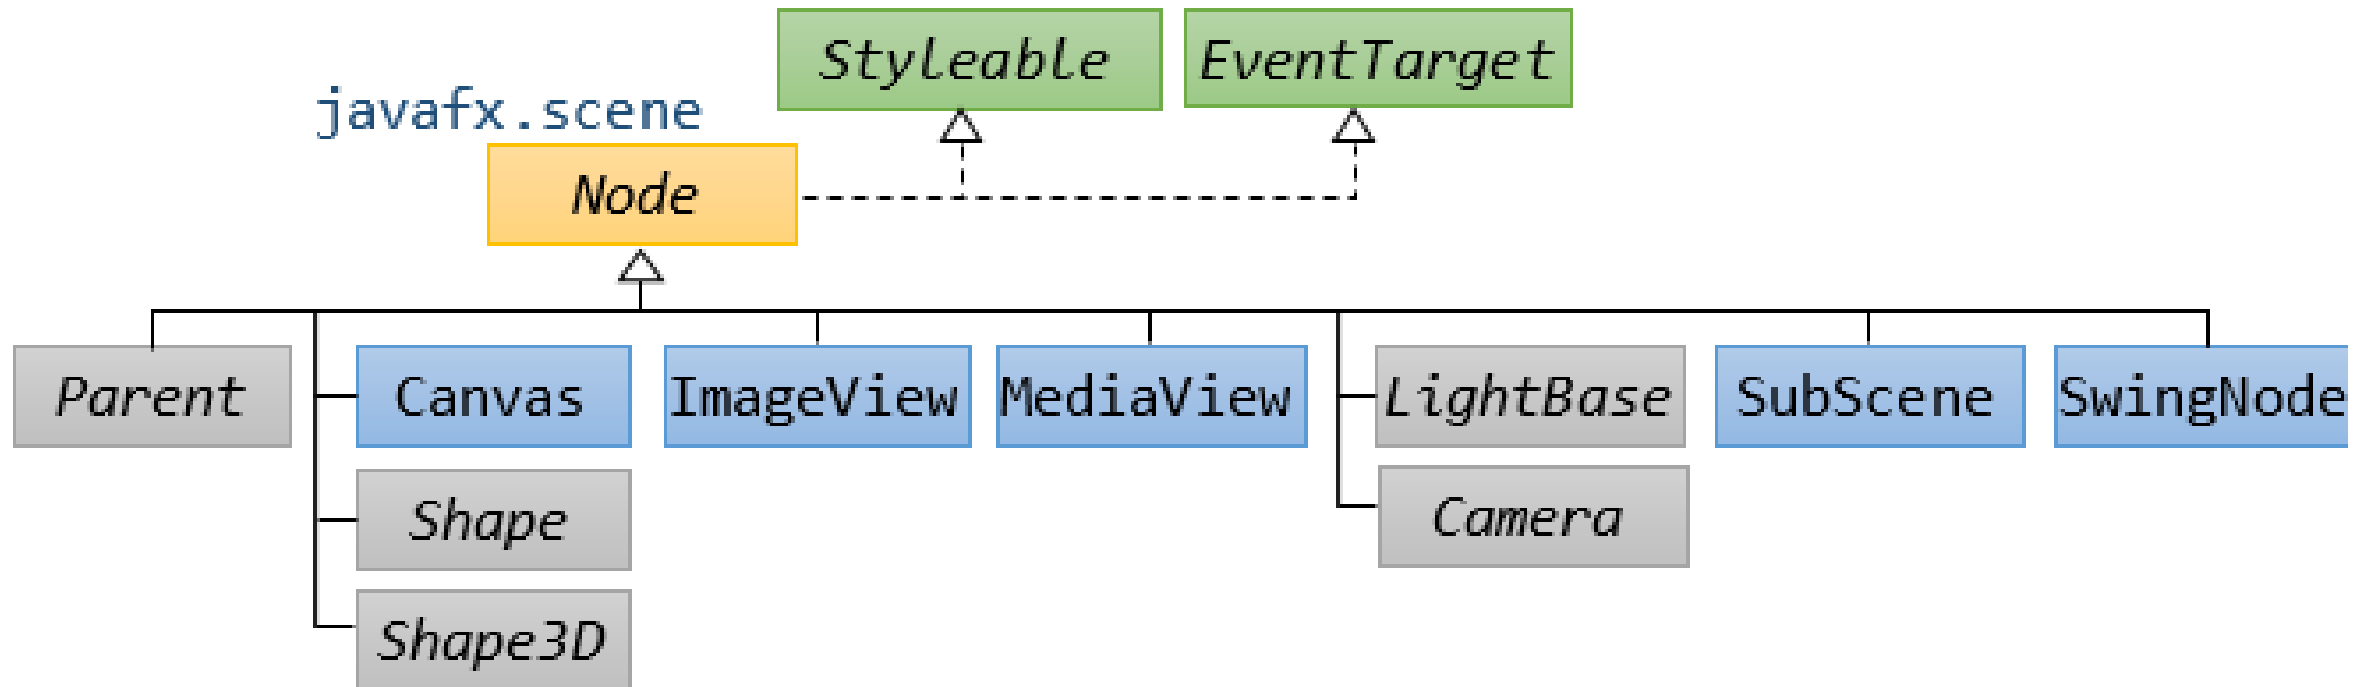 Styleable
EventTarget
javafx.scene
Node
Parent
Canvas
ImageView
MediaView
LightBase
SubScene
SwingNode
Shape
Camera
Shape3D